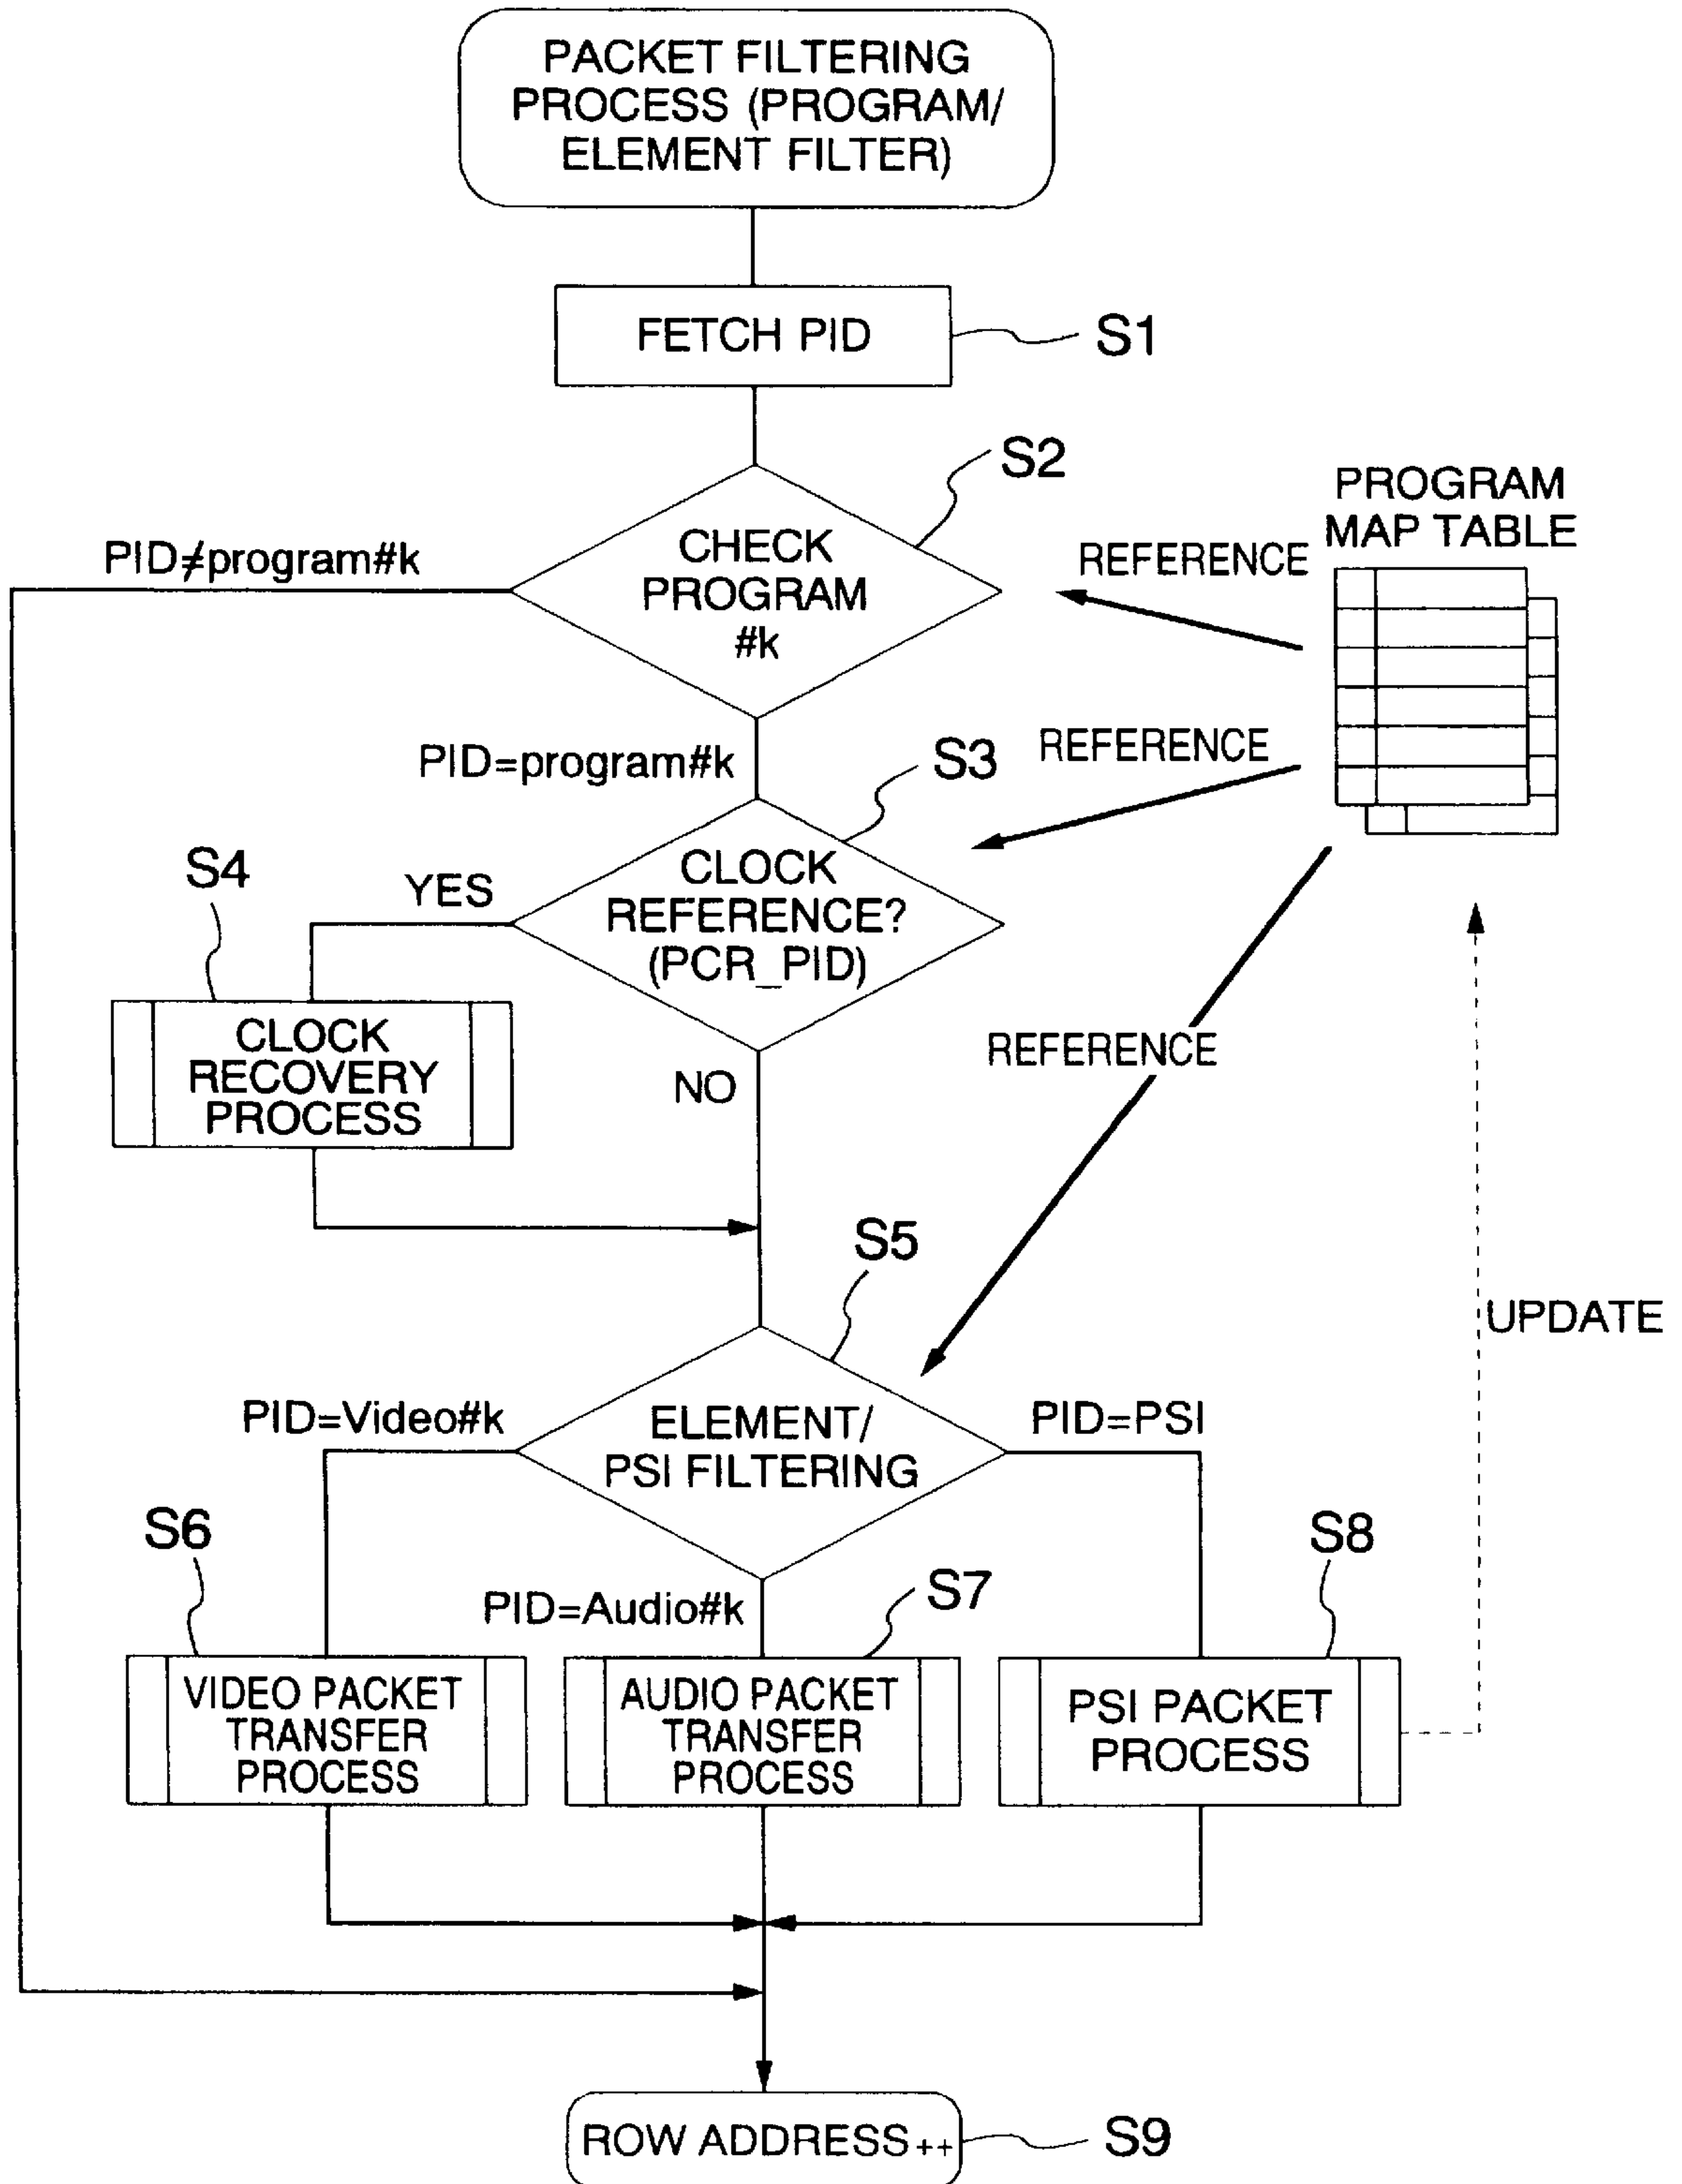 PACKET FILTERING
PROCESS (PROGRAM/
ELEMENT FILTER)
FETCH PID
S1
S2
CHECK
PROGRAM
#k
PID≠program#k
REFERENCE
PROGRAM
MAP TABLE
PID=program#k
S3
REFERENCE
CLOCK
REFERENCE?
(PCR_PID)
YES
S4
CLOCK
RECOVERY
PROCESS
NO
REFERENCE
S5
UPDATE
ELEMENT/
PSI FILTERING
PID=Video#k
PID=PSI
S6
PID=Audio#k
S7
S8
VIDEO PACKET
TRANSFER
PROCESS
AUDIO PACKET
TRANSFER
PROCESS
PSI PACKET
PROCESS
ROW ADDRESS++
S9